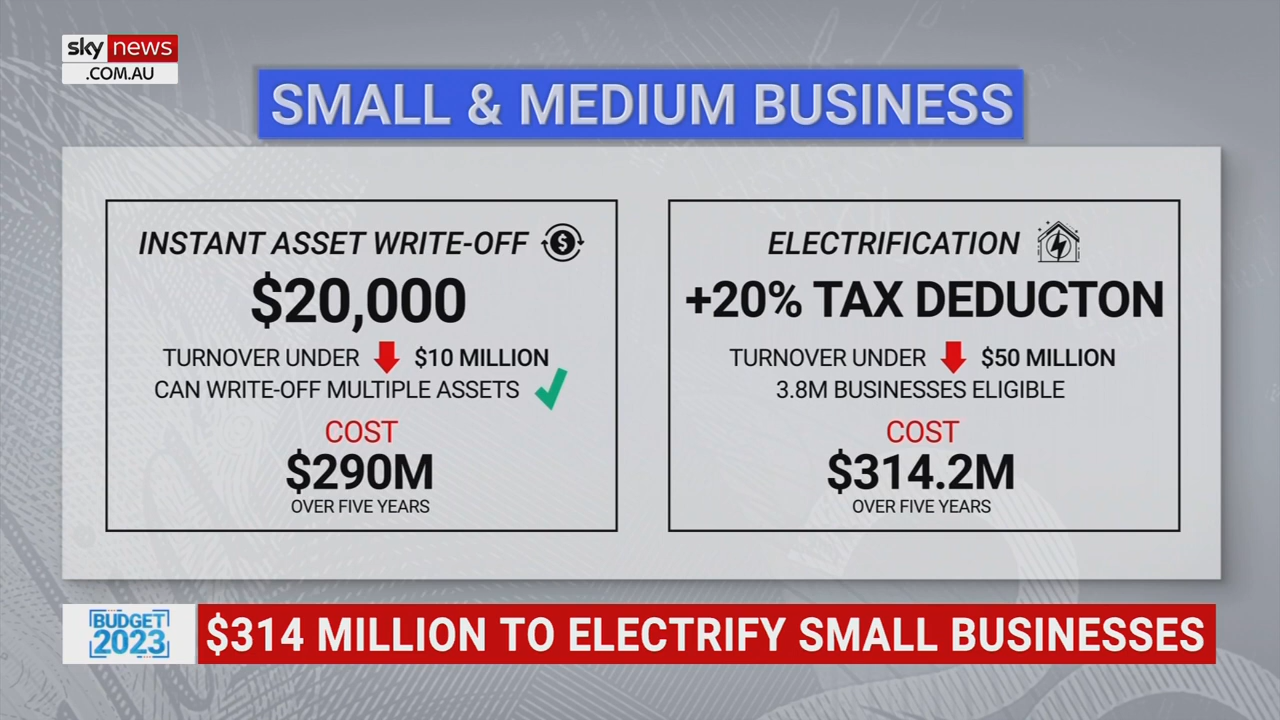 sky news
.COM.AU
SMALL & MEDIUM BUSINESS
INSTANT ASSET WRITE-OFF
$20,000
TURNOVER UNDER $10 MILLION
CAN WRITE-OFF MULTIPLE ASSETS
COST
$290M
OVER FIVE YEARS
ELECTRIFICATION
+20% TAX DEDUCTON
TURNOVER UNDER $50 MILLION
3.8M BUSINESSES ELIGIBLE
COST
$314.2M
OVER FIVE YEARS
BUDGET
2023
$314 MILLION TO ELECTRIFY SMALL BUSINESSES